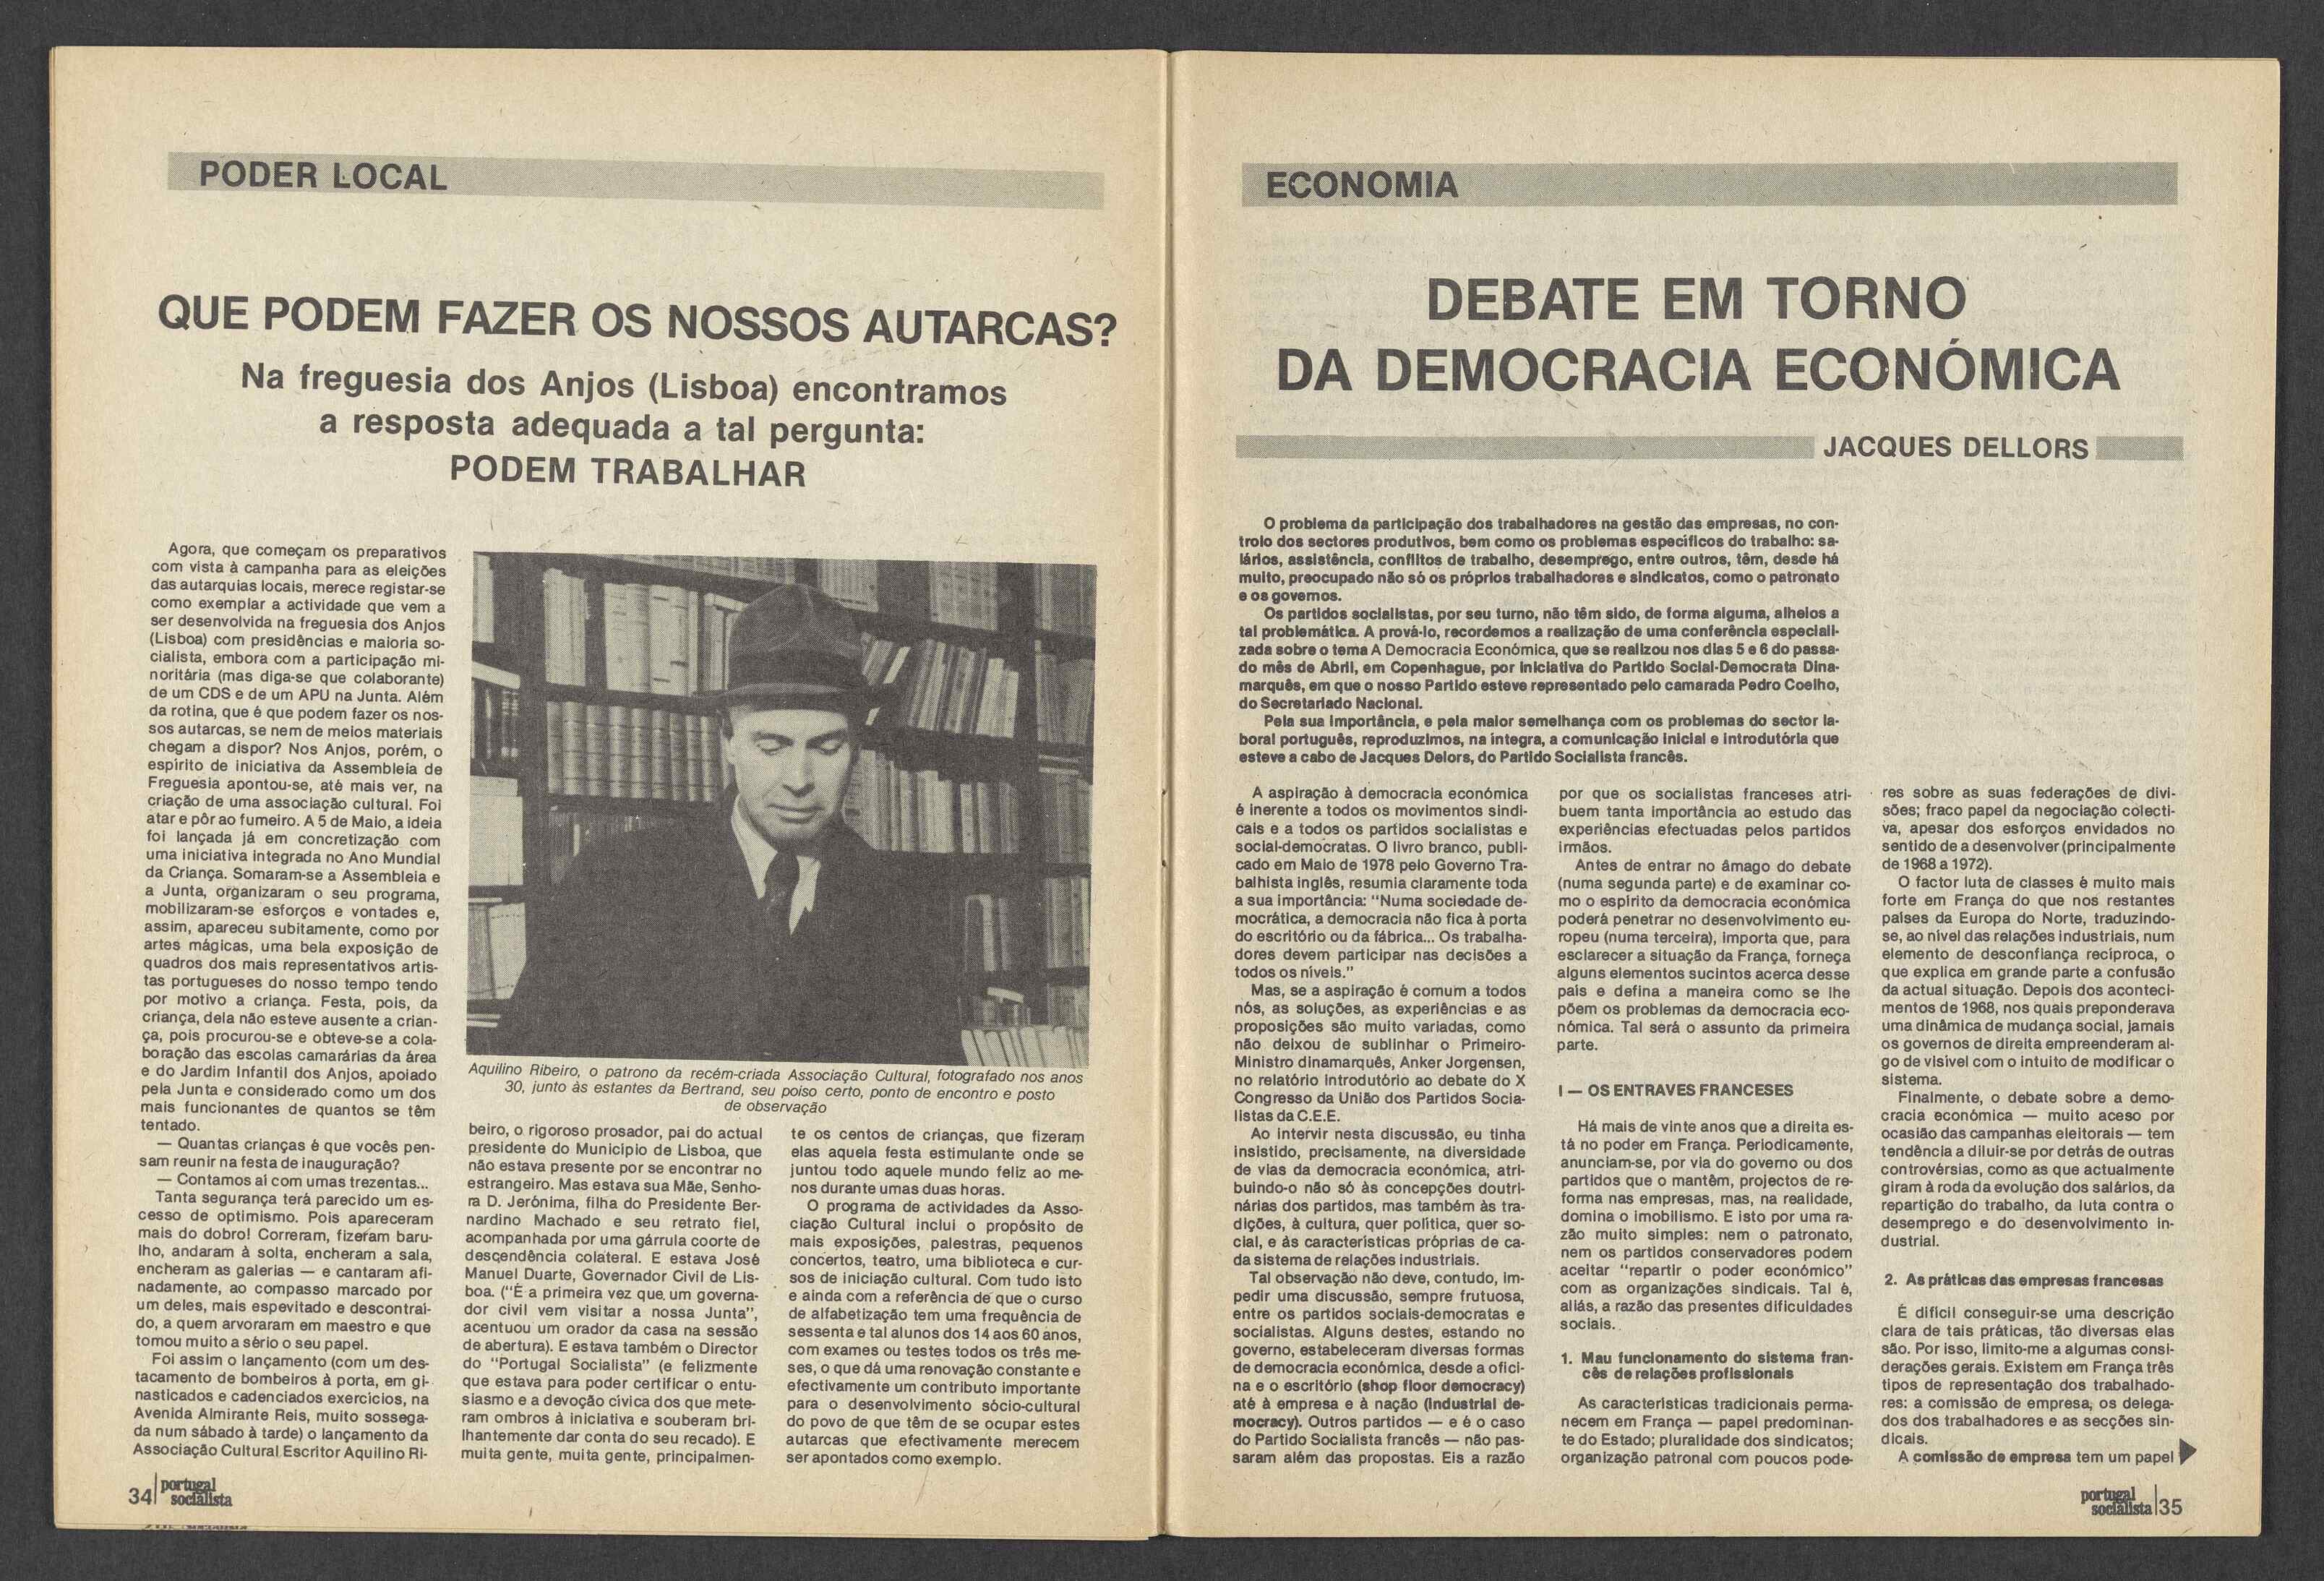 PODER LOCAL
QUE PODEM FAZER OS NOSSOS AUTARCAS?
Na freguesia dos Anjos (Lisboa) encontramos
a resposta adequada a tal pergunta:
PODEM TRABALHAR
Agora, que começam os preparativos
com vista à campanha para as eleições
das autarquias locais, merece registar-se
como exemplar a actividade que vem a
ser desenvolvida na freguesia dos Anjos
(Lisboa) com presidências e maioria so-
cialista, embora com a participação mi-
noritária (mas diga-se que colaborante)
de um CDS e de um APU na Junta. Além
da rotina, que é que podem fazer os nos-
sos autarcas, se nem de meios materiais
chegam a dispor? Nos Anjos, porém, o
espírito de iniciativa da Assembleia de
Freguesia apontou-se, até mais ver, na
criação de uma associação cultural. Foi
atar e pôr ao fumeiro. A 5 de Maio, a ideia
foi lançada já em concretização com
uma iniciativa integrada no Ano Mundial
da Criança. Somaram-se a Assembleia e
a Junta, organizaram o seu programa,
mobilizaram-se esforços e vontades e,
assim, apareceu subitamente, como por
artes mágicas, uma bela exposição de
quadros dos mais representativos artis-
tas portugueses do nosso tempo tendo
por motivo a criança. Festa, pois, da
criança, dela não esteve ausente a crian-
ça, pois procurou-se e obteve-se a cola-
boração das escolas camarárias da área
e do Jardim Infantil dos Anjos, apoiado
pela Junta e considerado como um dos
mais funcionantes de quantos se têm
tentado.
— Quantas crianças é que vocês pen-
sam reunir na festa de inauguração?
— Contamos aí com umas trezentas...
Tanta segurança terá parecido um es-
cesso de optimismo. Pois apareceram
mais do dobro! Correram, fizeram baru-
lho, andaram à solta, encheram a sala,
encheram as galerias — e cantaram afi-
nadamente, ao compasso marcado por
um deles, mais espevitado e descontraí-
do, a quem arvoraram em maestro e que
tomou muito a sério o seu papel.
Foi assim o lançamento (com um des-
tacamento de bombeiros à porta, em gi-
nasticados e cadenciados exercícios, na
Avenida Almirante Reis, muito sossega-
da num sábado à tarde) o lançamento da
Associação Cultural Escritor Aquilino Ri-
Aquilino Ribeiro, o patrono da recém-criada Associação Cultural, fotografado nos anos
30, junto às estantes da Bertrand, seu poiso certo, ponto de encontro e posto
de observação
beiro, o rigoroso prosador, pai do actual
presidente do Município de Lisboa, que
não estava presente por se encontrar no
estrangeiro. Mas estava sua Mãe, Senho-
ra D. Jerónima, filha do Presidente Ber-
nardino Machado e seu retrato fiel,
acompanhada por uma gárrula coorte de
descendência colateral. E estava José
Manuel Duarte, Governador Civil de Lis-
boa. ("É a primeira vez que um governa-
dor civil vem visitar a nossa Junta",
acentuou um orador da casa na sessão
de abertura). E estava também o Director
do "Portugal Socialista" (e felizmente
que estava para poder certificar o entu-
siasmo e a devoção cívica dos que mete-
ram ombros à iniciativa e souberam bri-
lhantemente dar conta do seu recado). E
muita gente, muita gente, principalmen-
te os centos de crianças, que fizeram
elas aquela festa estimulante onde se
juntou todo aquele mundo feliz ao me-
nos durante umas duas horas.
O programa de actividades da Asso-
ciação Cultural inclui o propósito de
mais exposições, palestras, pequenos
concertos, teatro, uma biblioteca e cur-
sos de iniciação cultural. Com tudo isto
e ainda com a referência de que o curso
de alfabetização tem uma frequência de
sessenta e tal alunos dos 14 aos 60 anos,
com exames ou testes todos os três me-
ses, o que dá uma renovação constante e
efectivamente um contributo importante
para o desenvolvimento sócio-cultural
do povo de que têm de se ocupar estes
autarcas que efectivamente merecem
ser apontados como exemplo.
34 portugal
socialista
ECONOMIA
DEBATE EM TORNO
DA DEMOCRACIA ECONÓMICA
JACQUES DELLORS
O problema da participação dos trabalhadores na gestão das empresas, no con-
trolo dos sectores produtivos, bem como os problemas específicos do trabalho: sa-
lários, assistência, conflitos de trabalho, desemprego, entre outros, têm, desde há
muito, preocupado não só os próprios trabalhadores e sindicatos, como o patronato
e os governos.
Os partidos socialistas, por seu turno, não têm sido, de forma alguma, alheios a
tal problemática. A prová-lo, recordemos a realização de uma conferência especiali-
zada sobre o tema A Democracia Económica, que se realizou nos dias 5 e 6 do passa-
do mês de Abril, em Copenhague, por iniciativa do Partido Social-Democrata Dina-
marquês, em que o nosso Partido esteve representado pelo camarada Pedro Coelho,
do Secretariado Nacional.
Pela sua importância, e pela maior semelhança com os problemas do sector la-
boral português, reproduzimos, na íntegra, a comunicação inicial e introdutória que
esteve a cabo de Jacques Delors, do Partido Socialista francês.
A aspiração à democracia económica
é inerente a todos os movimentos sindi-
cais e a todos os partidos socialistas e
social-democratas. O livro branco, publi-
cado em Maio de 1978 pelo Governo Tra-
balhista inglês, resumia claramente toda
a sua importância: "Numa sociedade de-
mocrática, a democracia não fica à porta
do escritório ou da fábrica... Os trabalha-
dores devem participar nas decisões a
todos os níveis."
Mas, se a aspiração é comum a todos
nós, as soluções, as experiências e as
proposições são muito variadas, como
não deixou de sublinhar o Primeiro-
Ministro dinamarquês, Anker Jorgensen,
no relatório introdutório ao debate do X
Congresso da União dos Partidos Socia-
listas da C.E.E.
Ao intervir nesta discussão, eu tinha
insistido, precisamente, na diversidade
de vias da democracia económica, atri-
buindo-o não só às concepções doutri-
nárias dos partidos, mas também às tra-
dições, à cultura, quer política, quer so-
cial, e às características próprias de ca-
da sistema de relações industriais.
Tal observação não deve, contudo, im-
pedir uma discussão, sempre frutuosa,
entre os partidos sociais-democratas e
socialistas. Alguns destes, estando no
governo, estabeleceram diversas formas
de democracia económica, desde a ofici-
na e o escritório (shop floor democracy)
até à empresa e à nação (industrial de-
mocracy). Outros partidos — e é o caso
do Partido Socialista francês — não pas-
saram além das propostas. Eis a razão
por que os socialistas franceses atri-
buem tanta importância ao estudo das
experiências efectuadas pelos partidos
irmãos.
Antes de entrar no âmago do debate
(numa segunda parte) e de examinar co-
mo o espírito da democracia económica
poderá penetrar no desenvolvimento eu-
ropeu (numa terceira), importa que, para
esclarecer a situação da França, forneça
alguns elementos sucintos acerca desse
país e defina a maneira como se lhe
põem os problemas da democracia eco-
nómica. Tal será o assunto da primeira
parte.
I — OS ENTRAVES FRANCESES
Há mais de vinte anos que a direita es-
tá no poder em França. Periodicamente,
anunciam-se, por via do governo ou dos
partidos que o mantêm, projectos de re-
forma nas empresas, mas, na realidade,
domina o imobilismo. E isto por uma ra-
zão muito simples: nem o patronato,
nem os partidos conservadores podem
aceitar "repartir o poder económico"
com as organizações sindicais. Tal é,
aliás, a razão das presentes dificuldades
sociais.
1. Mau funcionamento do sistema fran-
cês de relações profissionais
As características tradicionais perma-
necem em França — papel predominan-
te do Estado; pluralidade dos sindicatos;
organização patronal com poucos pode-
res sobre as suas federações de divi-
sões; fraco papel da negociação colecti-
va, apesar dos esforços envidados no
sentido de a desenvolver (principalmente
de 1968 a 1972).
O factor luta de classes é muito mais
forte em França do que nos restantes
países da Europa do Norte, traduzindo-
se, ao nível das relações industriais, num
elemento de desconfiança recíproca, o
que explica em grande parte a confusão
da actual situação. Depois dos aconteci-
mentos de 1968, nos quais preponderava
uma dinâmica de mudança social, jamais
os governos de direita empreenderam al-
go de visível com o intuito de modificar o
sistema.
Finalmente, o debate sobre a demo-
cracia económica — muito aceso por
ocasião das campanhas eleitorais — tem
tendência a diluir-se por detrás de outras
controvérsias, como as que actualmente
giram à roda da evolução dos salários, da
repartição do trabalho, da luta contra o
desemprego e do desenvolvimento in-
dustrial.
2. As práticas das empresas francesas
É difícil conseguir-se uma descrição
clara de tais práticas, tão diversas elas
são. Por isso, limito-me a algumas consi-
derações gerais. Existem em França três
tipos de representação dos trabalhado-
res: a comissão de empresa, os delega-
dos dos trabalhadores e as secções sin-
dicais.
A comissão de empresa tem um papel
portugal
socialista 35